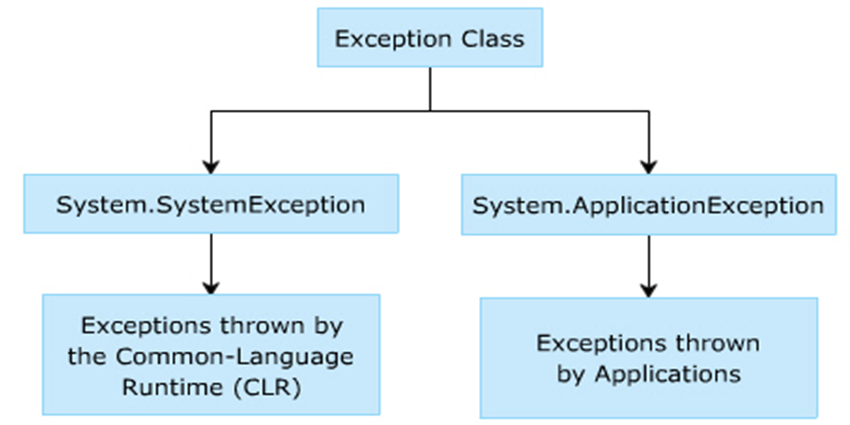 Exception Class
System.SystemException
System.ApplicationException
Exceptions thrown by
the Common-Language
Runtime (CLR)
Exceptions thrown
by Applications